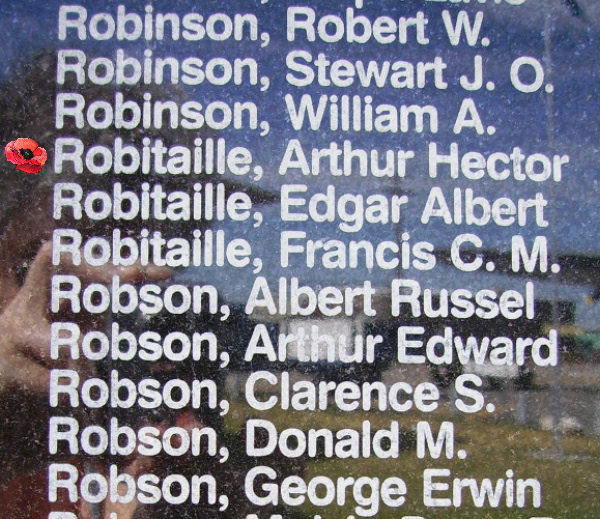 Robinson, Robert W.
Robinson, Stewart J. O.
Robinson, William A.
Robitaille, Arthur Hector
Robitaille, Edgar Albert
Robitaille, Francis C. M.
Robson, Albert Russel
Robson, Arthur Edward
Robson, Clarence S.
Robson, Donald M.
Robson, George Erwin